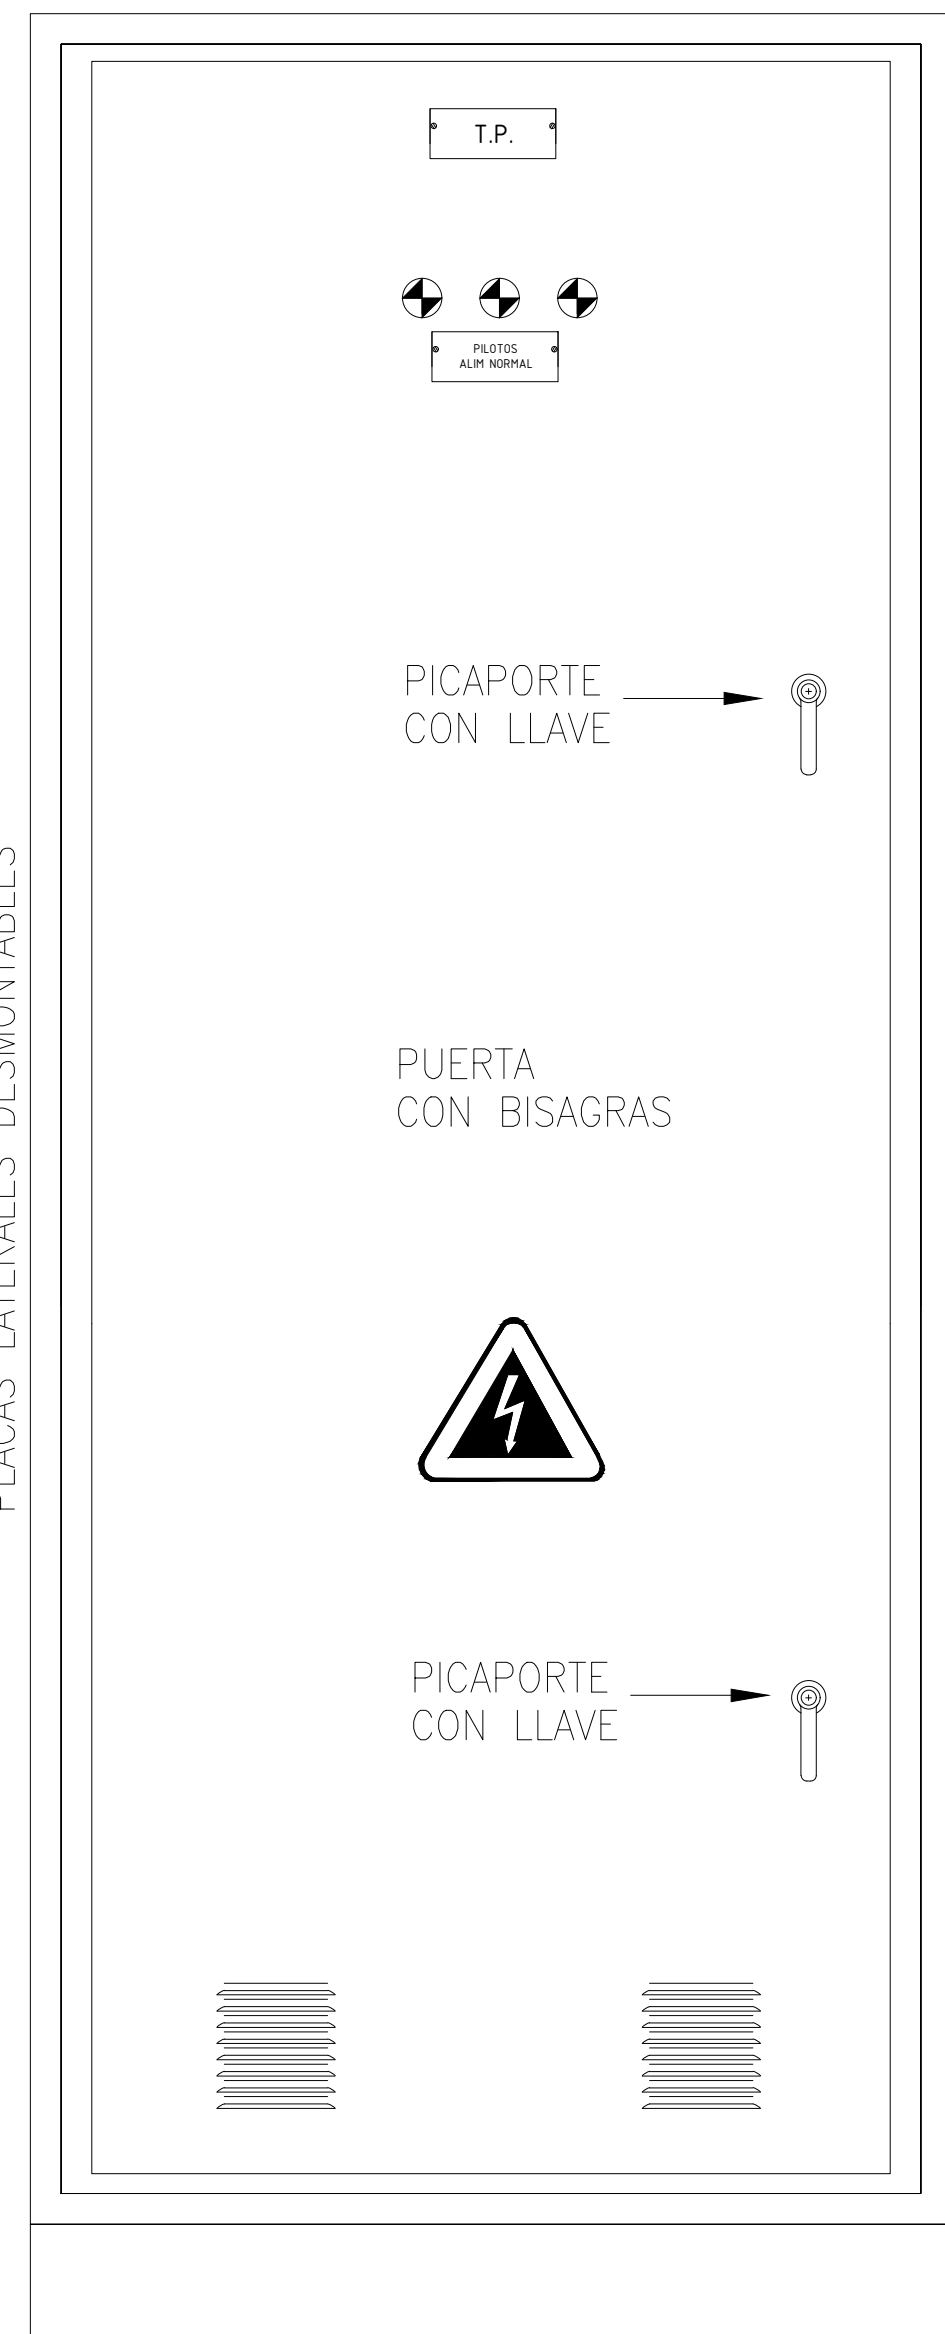 T.P.
PILOTOS
ALIM NORMAL
PICAPORTE
CON LLAVE
PLACAS LATERALES DESMONTABLES
PUERTA
CON BISAGRAS
PICAPORTE
CON LLAVE